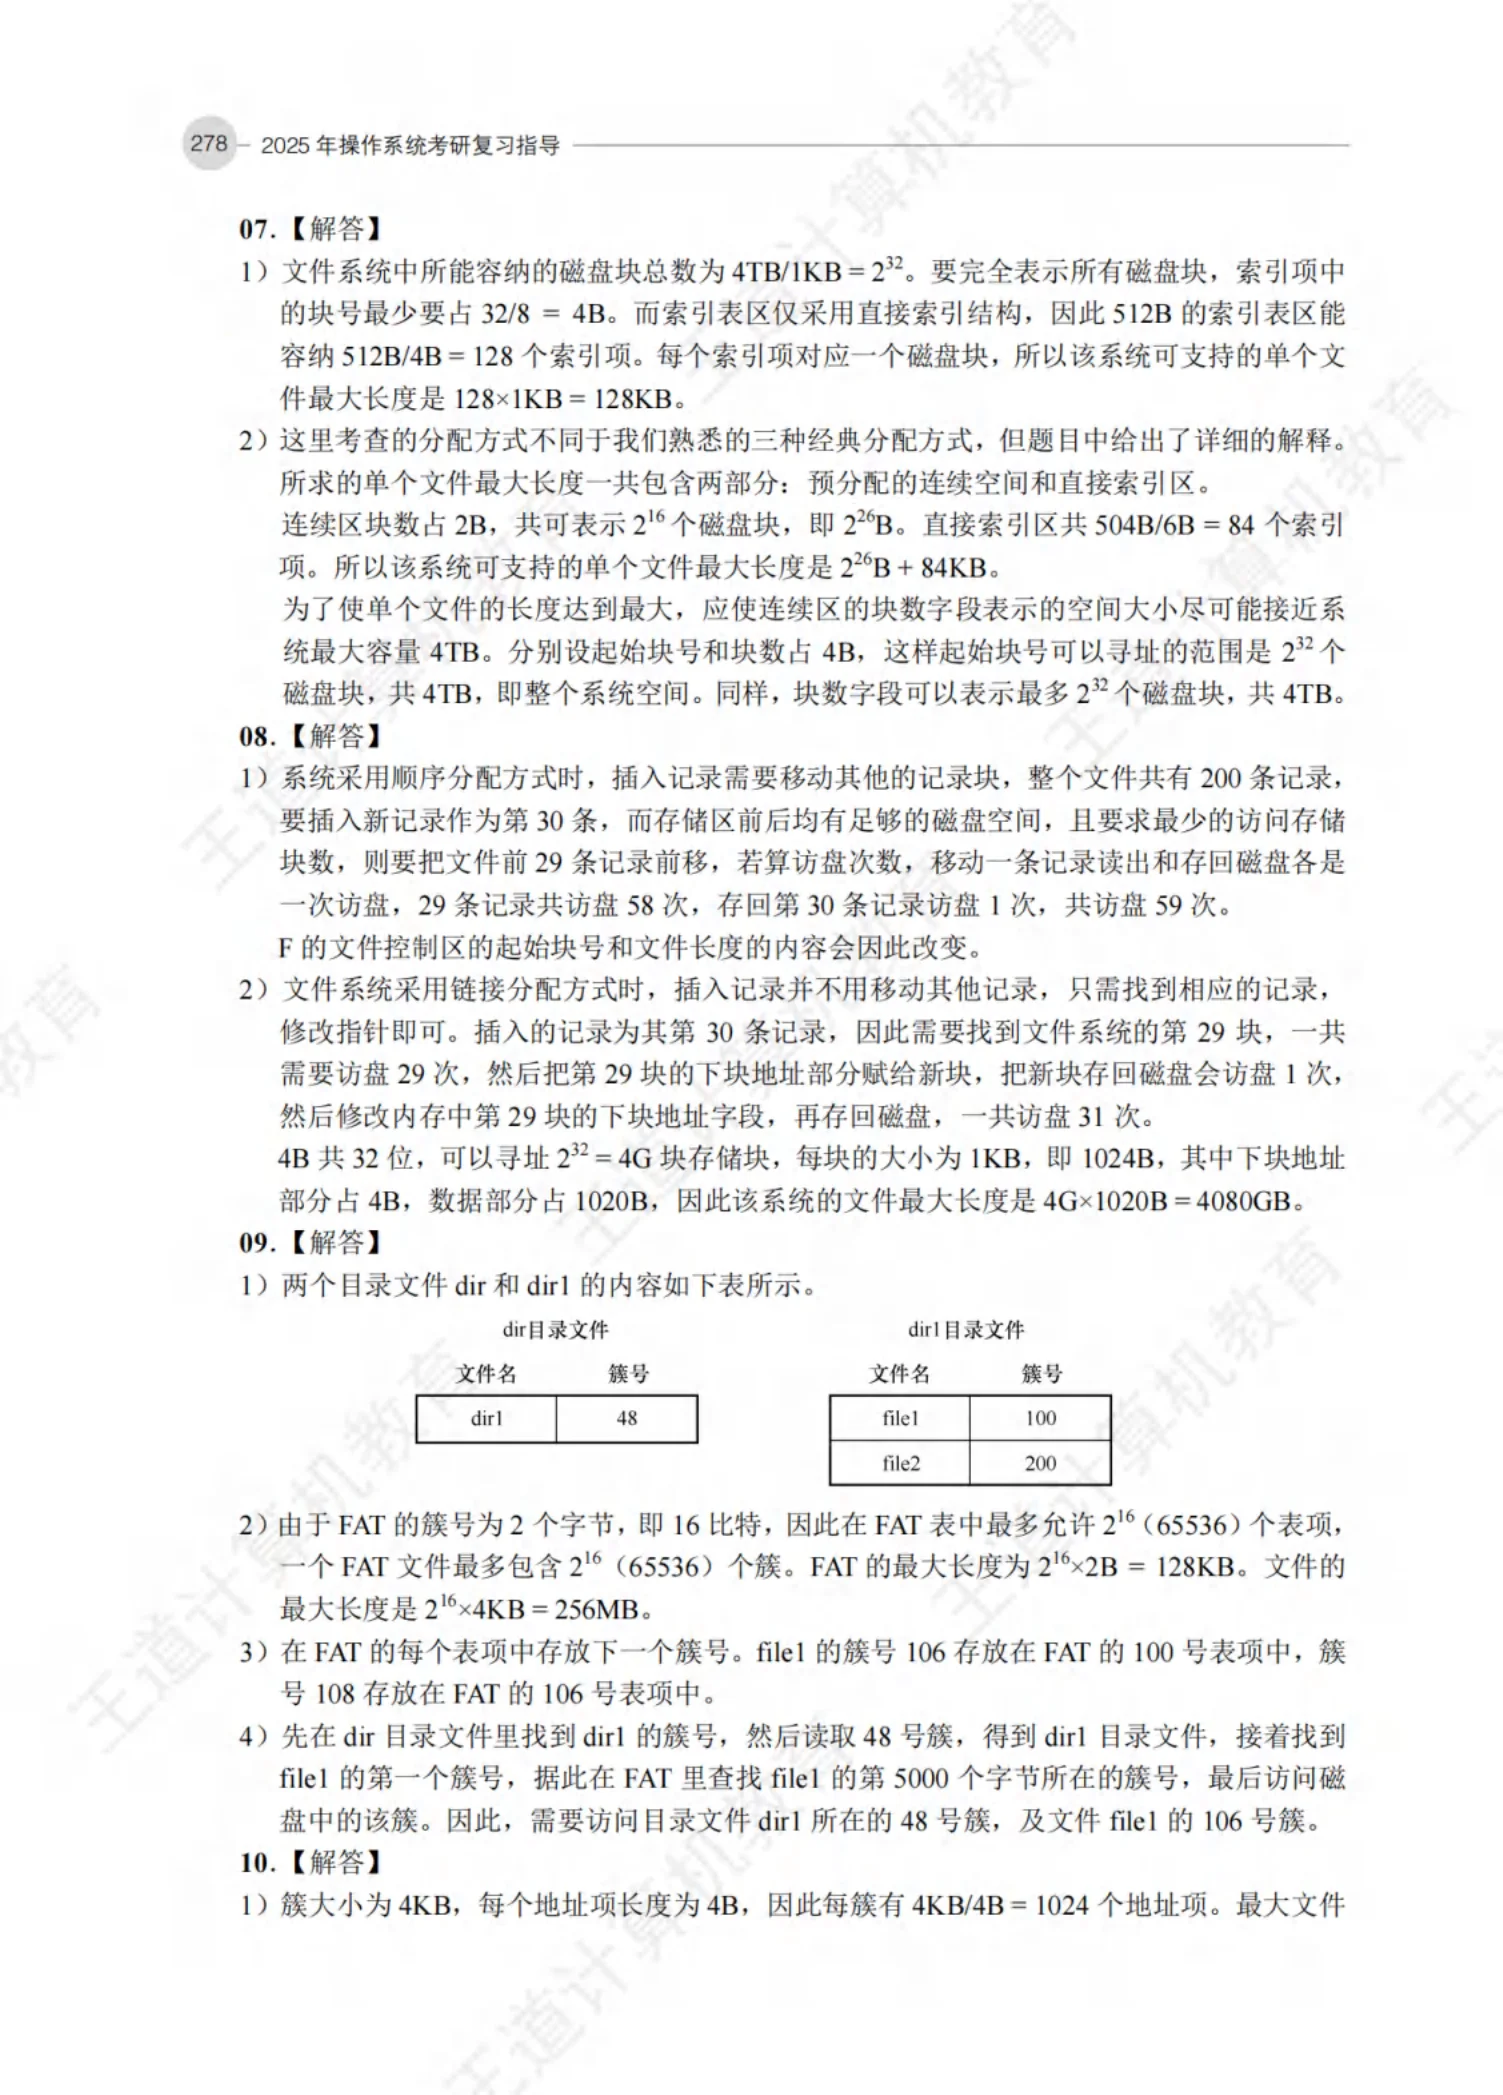 278 2025 年操作系统考研复习指导
07.【解答】
1）文件系统中所能容纳的磁盘块总数为 4TB/1KB = 2³²。要完全表示所有磁盘块，索引项中
的块号最少要占 32/8 = 4B。而索引表区仅采用直接索引结构，因此 512B 的索引表区能
容纳 512B/4B = 128 个索引项。每个索引项对应一个磁盘块，所以该系统可支持的单个文
件最大长度是 128×1KB = 128KB。
2）这里考查的分配方式不同于我们熟悉的三种经典分配方式，但题目中给出了详细的解释。
所求的单个文件最大长度一共包含两部分：预分配的连续空间和直接索引区。
连续区块数占 2B，共可表示 2¹⁶ 个磁盘块，即 2²⁶B。直接索引区共 504B/6B = 84 个索引
项。所以该系统可支持的单个文件最大长度是 2²⁶B + 84KB。
为了使单个文件的长度达到最大，应使连续区的块数字段表示的空间大小尽可能接近系
统最大容量 4TB。分别设起始块号和块数占 4B，这样起始块号可以寻址的范围是 2³² 个
磁盘块，共 4TB，即整个系统空间。同样，块数字段可以表示最多 2³² 个磁盘块，共 4TB。
08.【解答】
1）系统采用顺序分配方式时，插入记录需要移动其他的记录块，整个文件共有 200 条记录，
要插入新记录作为第 30 条，而存储区前后均有足够的磁盘空间，且要求最少的访问存储
块数，则要把文件前 29 条记录前移，若算访盘次数，移动一条记录读出和存回磁盘各是
一次访盘，29 条记录共访盘 58 次，存回第 30 条记录访盘 1 次，共访盘 59 次。
F 的文件控制区的起始块号和文件长度的内容会因此改变。
2）文件系统采用链接分配方式时，插入记录并不用移动其他记录，只需找到相应的记录，
修改指针即可。插入的记录为其第 30 条记录，因此需要找到文件系统的第 29 块，一共
需要访盘 29 次，然后把第 29 块的下块地址部分赋给新块，把新块存回磁盘会访盘 1 次，
然后修改内存中第 29 块的下块地址字段，再存回磁盘，一共访盘 31 次。
4B 共 32 位，可以寻址 2³² = 4G 块存储块，每块的大小为 1KB，即 1024B，其中下块地址
部分占 4B，数据部分占 1020B，因此该系统的文件最大长度是 4G×1020B = 4080GB。
09.【解答】
1）两个目录文件 dir 和 dir1 的内容如下表所示。
dir目录文件 dir1目录文件
文件名 簇号 文件名 簇号
dir1 48 file1 100
file2 200
2）由于 FAT 的簇号为 2 个字节，即 16 比特，因此在 FAT 表中最多允许 2¹⁶（65536）个表项，
一个 FAT 文件最多包含 2¹⁶（65536）个簇。FAT 的最大长度为 2¹⁶×2B = 128KB。文件的
最大长度是 2¹⁶×4KB = 256MB。
3）在 FAT 的每个表项中存放下一个簇号。file1 的簇号 106 存放在 FAT 的 100 号表项中，簇
号 108 存放在 FAT 的 106 号表项中。
4）先在 dir 目录文件里找到 dir1 的簇号，然后读取 48 号簇，得到 dir1 目录文件，接着找到
file1 的第一个簇号，据此在 FAT 里查找 file1 的第 5000 个字节所在的簇号，最后访问磁
盘中的该簇。因此，需要访问目录文件 dir1 所在的 48 号簇，及文件 file1 的 106 号簇。
10.【解答】
1）簇大小为 4KB，每个地址项长度为 4B，因此每簇有 4KB/4B = 1024 个地址项。最大文件